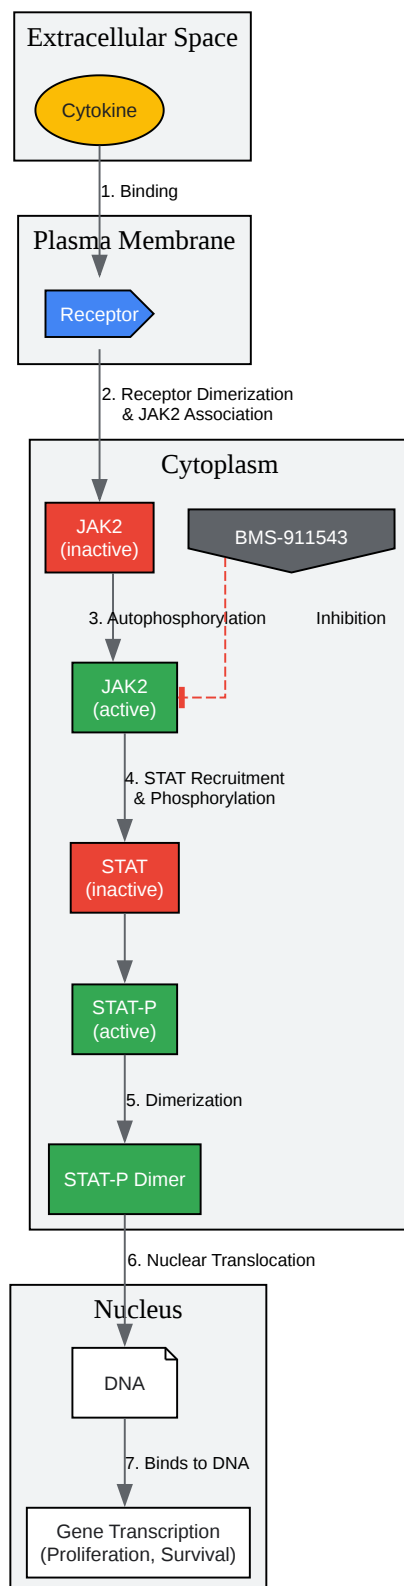 Extracellular Space
Cytokine
1. Binding
Plasma Membrane
Receptor
2. Receptor Dimerization
& JAK2 Association
Cytoplasm
JAK2
(inactive)
BMS-911543
3. Autophosphorylation
Inhibition
JAK2
(active)
4. STAT Recruitment
& Phosphorylation
STAT
(inactive)
STAT-P
(active)
5. Dimerization
STAT-P Dimer
6. Nuclear Translocation
Nucleus
DNA
7. Binds to DNA
Gene Transcription
(Proliferation, Survival)